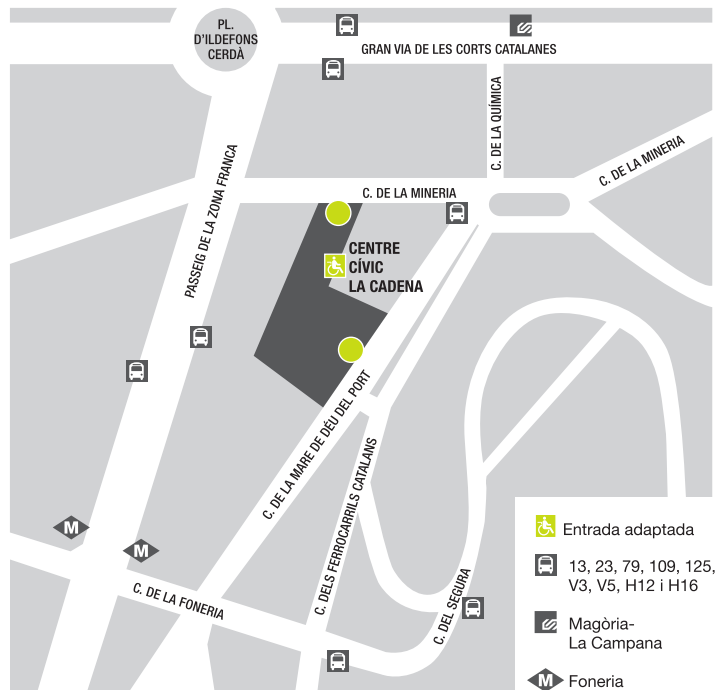 PL.
D'ILDEFONS
CERDÀ
GRAN VIA DE LES CORTS CATALANES
C. DE LA QUÍMICA
C. DE LA MINERIA
C. DE LA MINERIA
PASSEIG DE LA ZONA FRANCA
CENTRE
CÍVIC
LA CADENA
C. DE LA MARE DE DÉU DEL PORT
C. DELS FERROCARRILS CATALANS
M
M
C. DE LA FONERIA
C. DEL SEGURA
Entrada adaptada
13, 23, 79, 109, 125,
V3, V5, H12 i H16
Magòria-
La Campana
M Foneria